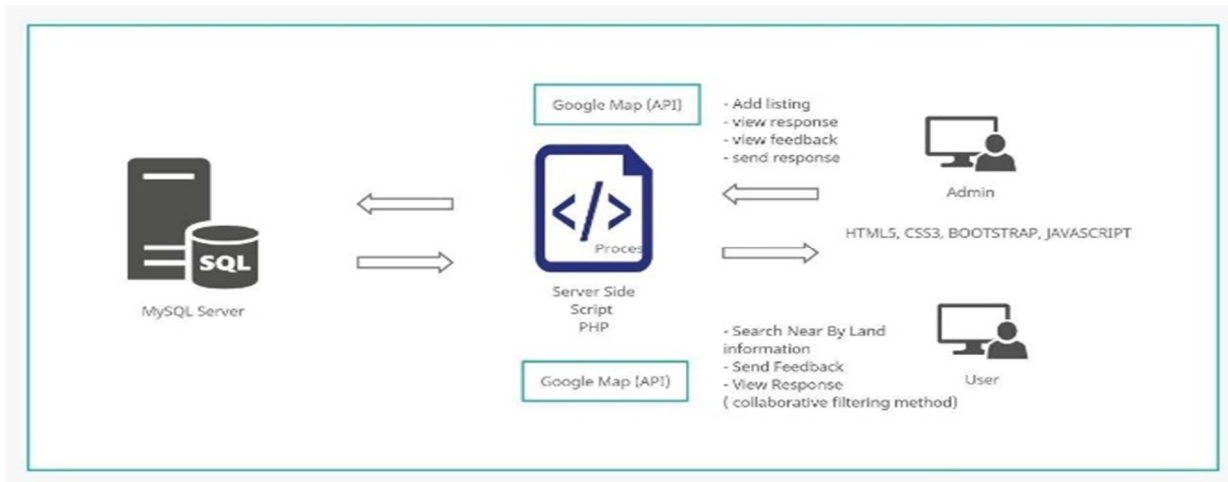 Google Map (API)
- Add listing
- view response
- view feedback
- send response
Admin
HTML5, CSS3, BOOTSTRAP, JAVASCRIPT
SQL
MySQL Server
</>
Proces
Server Side
Script
PHP
Google Map (API)
- Search Near By Land
information
- Send Feedback
- View Response
( collaborative filtering method)
User